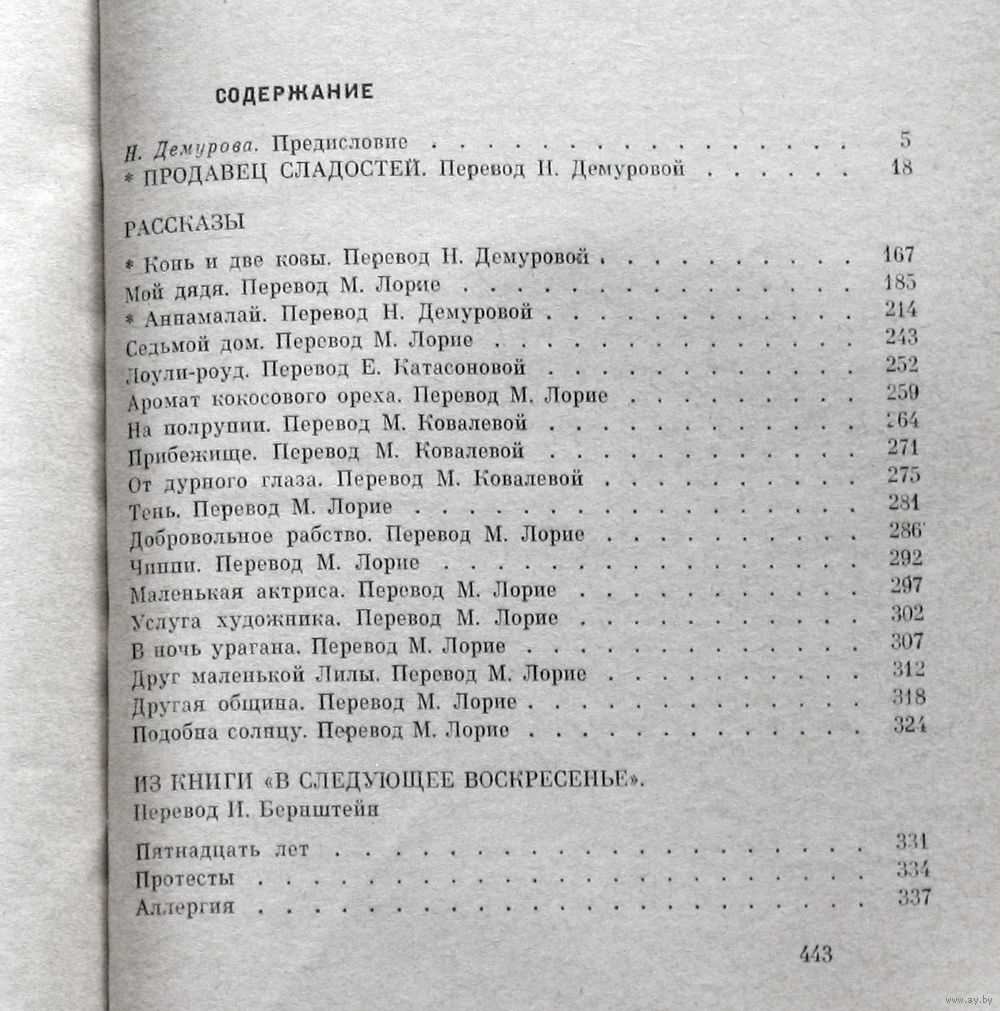 СОДЕРЖАНИЕ
Н. Демурова. Предисловие . . . . . . . . . . . . . . . . . 5
* ПРОДАВЕЦ СЛАДОСТЕЙ. Перевод Н. Демуровой . . . . . . 18
РАССКАЗЫ
* Конь и две козы. Перевод Н. Демуровой . . . . . . . . . . 167
Мой дядя. Перевод М. Лорие . . . . . . . . . . . . . . . 185
* Аннамалай. Перевод Н. Демуровой . . . . . . . . . . . . 214
Седьмой дом. Перевод М. Лорие . . . . . . . . . . . . . . 243
Лоули-роуд. Перевод Е. Катасоновой . . . . . . . . . . . . 252
Аромат кокосового ореха. Перевод М. Лорие . . . . . . . . . 259
На полрупии. Перевод М. Ковалевой . . . . . . . . . . . . 264
Прибежище. Перевод М. Ковалевой . . . . . . . . . . . . 271
От дурного глаза. Перевод М. Ковалевой . . . . . . . . . . 275
Тень. Перевод М. Лорие . . . . . . . . . . . . . . . . . 281
Добровольное рабство. Перевод М. Лорие . . . . . . . . . . 286
Чиппи. Перевод М. Лорие . . . . . . . . . . . . . . . . 292
Маленькая актриса. Перевод М. Лорие . . . . . . . . . . . 297
Услуга художника. Перевод М. Лорие . . . . . . . . . . . 302
В ночь урагана. Перевод М. Лорие . . . . . . . . . . . . . 307
Друг маленькой Лилы. Перевод М. Лорие . . . . . . . . . . 312
Другая община. Перевод М. Лорие . . . . . . . . . . . . . 318
Подобна солнцу. Перевод М. Лорие . . . . . . . . . . . . . 324
ИЗ КНИГИ «В СЛЕДУЮЩЕЕ ВОСКРЕСЕНЬЕ».
Перевод И. Бернштейн
Пятнадцать лет . . . . . . . . . . . . . . . . . . . . 331
Протесты . . . . . . . . . . . . . . . . . . . . . . . 334
Аллергия . . . . . . . . . . . . . . . . . . . . . . . 337
443
www.ay.by